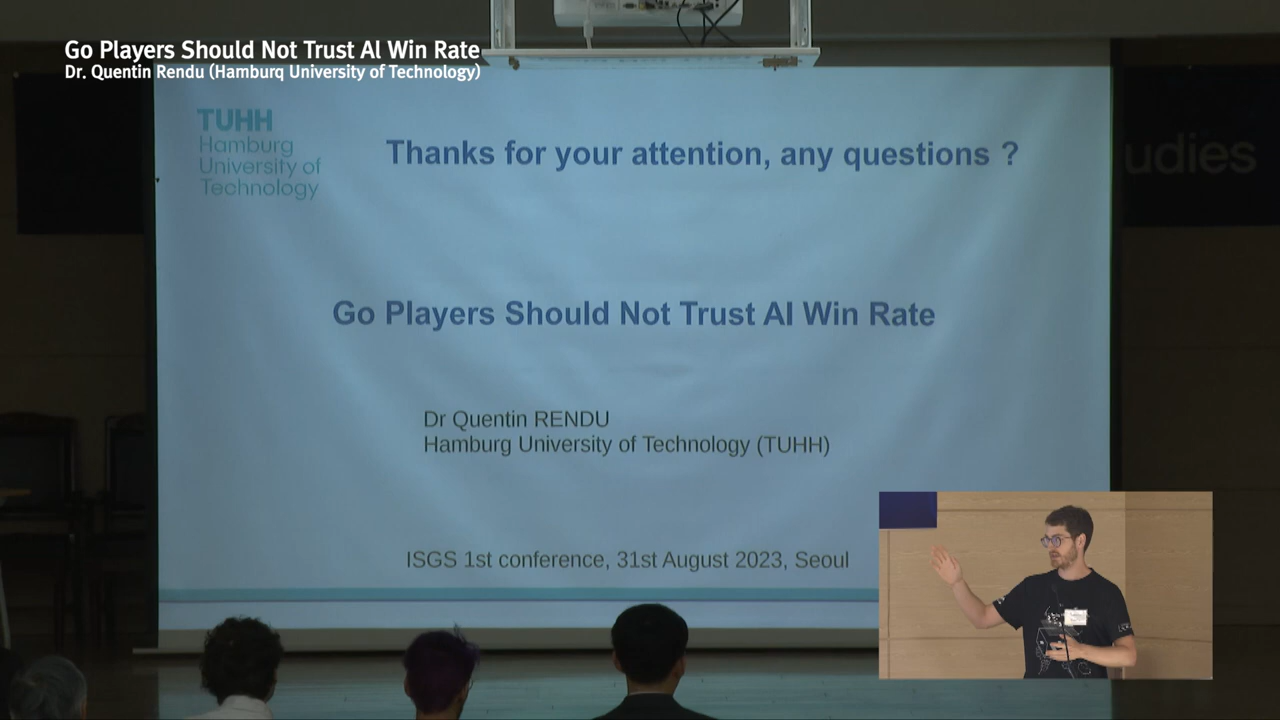 Go Players Should Not Trust AI Win Rate
Dr. Quentin Rendu (Hamburg University of Technology)
TUHH
Hamburg
University of
Technology
Thanks for your attention, any questions ?
udies
Go Players Should Not Trust AI Win Rate
Dr Quentin RENDU
Hamburg University of Technology (TUHH)
ISGS 1st conference, 31st August 2023, Seoul